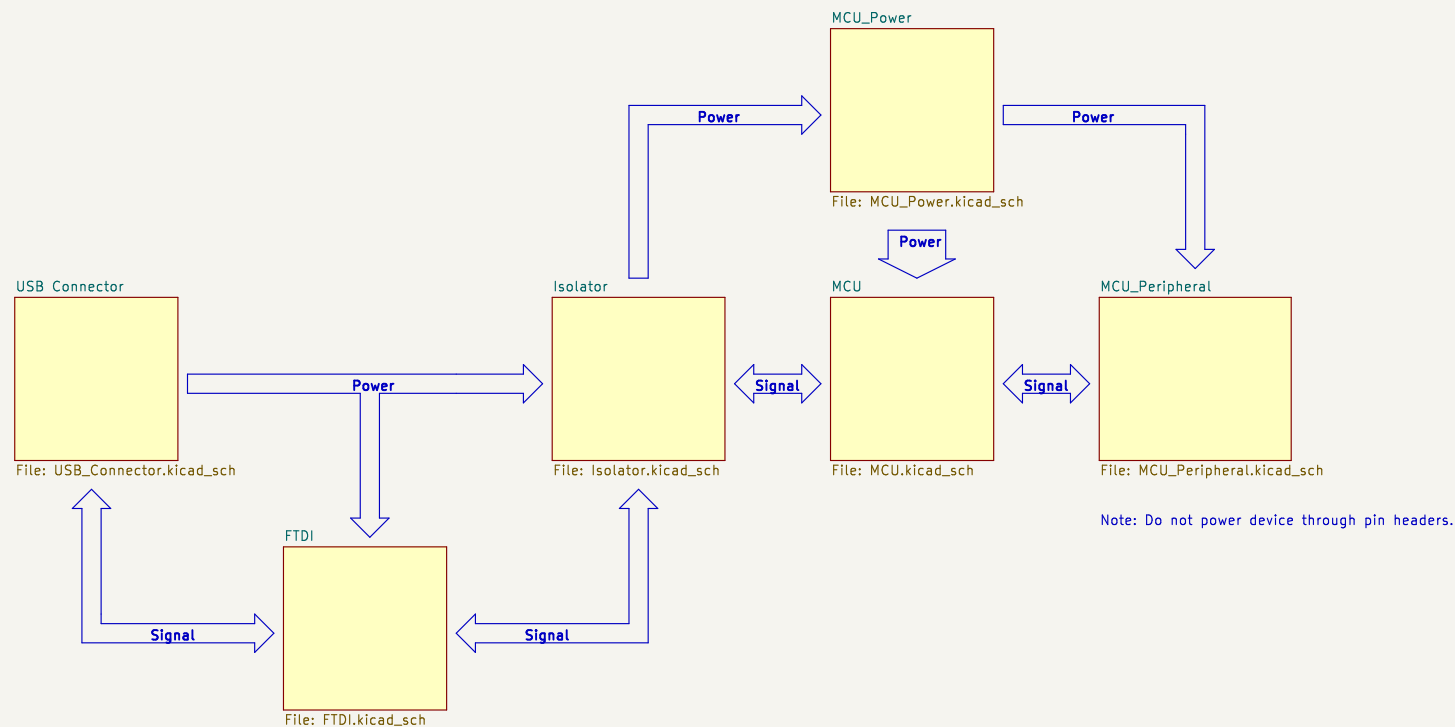 MCU_Power
Power
Power
File: MCU_Power.kicad_sch
Power
USB Connector
Isolator
MCU
MCU_Peripheral
Power
Signal
Signal
File: USB_Connector.kicad_sch
File: Isolator.kicad_sch
File: MCU.kicad_sch
File: MCU_Peripheral.kicad_sch
Note: Do not power device through pin headers.
FTDI
Signal
Signal
File: FTDI.kicad_sch